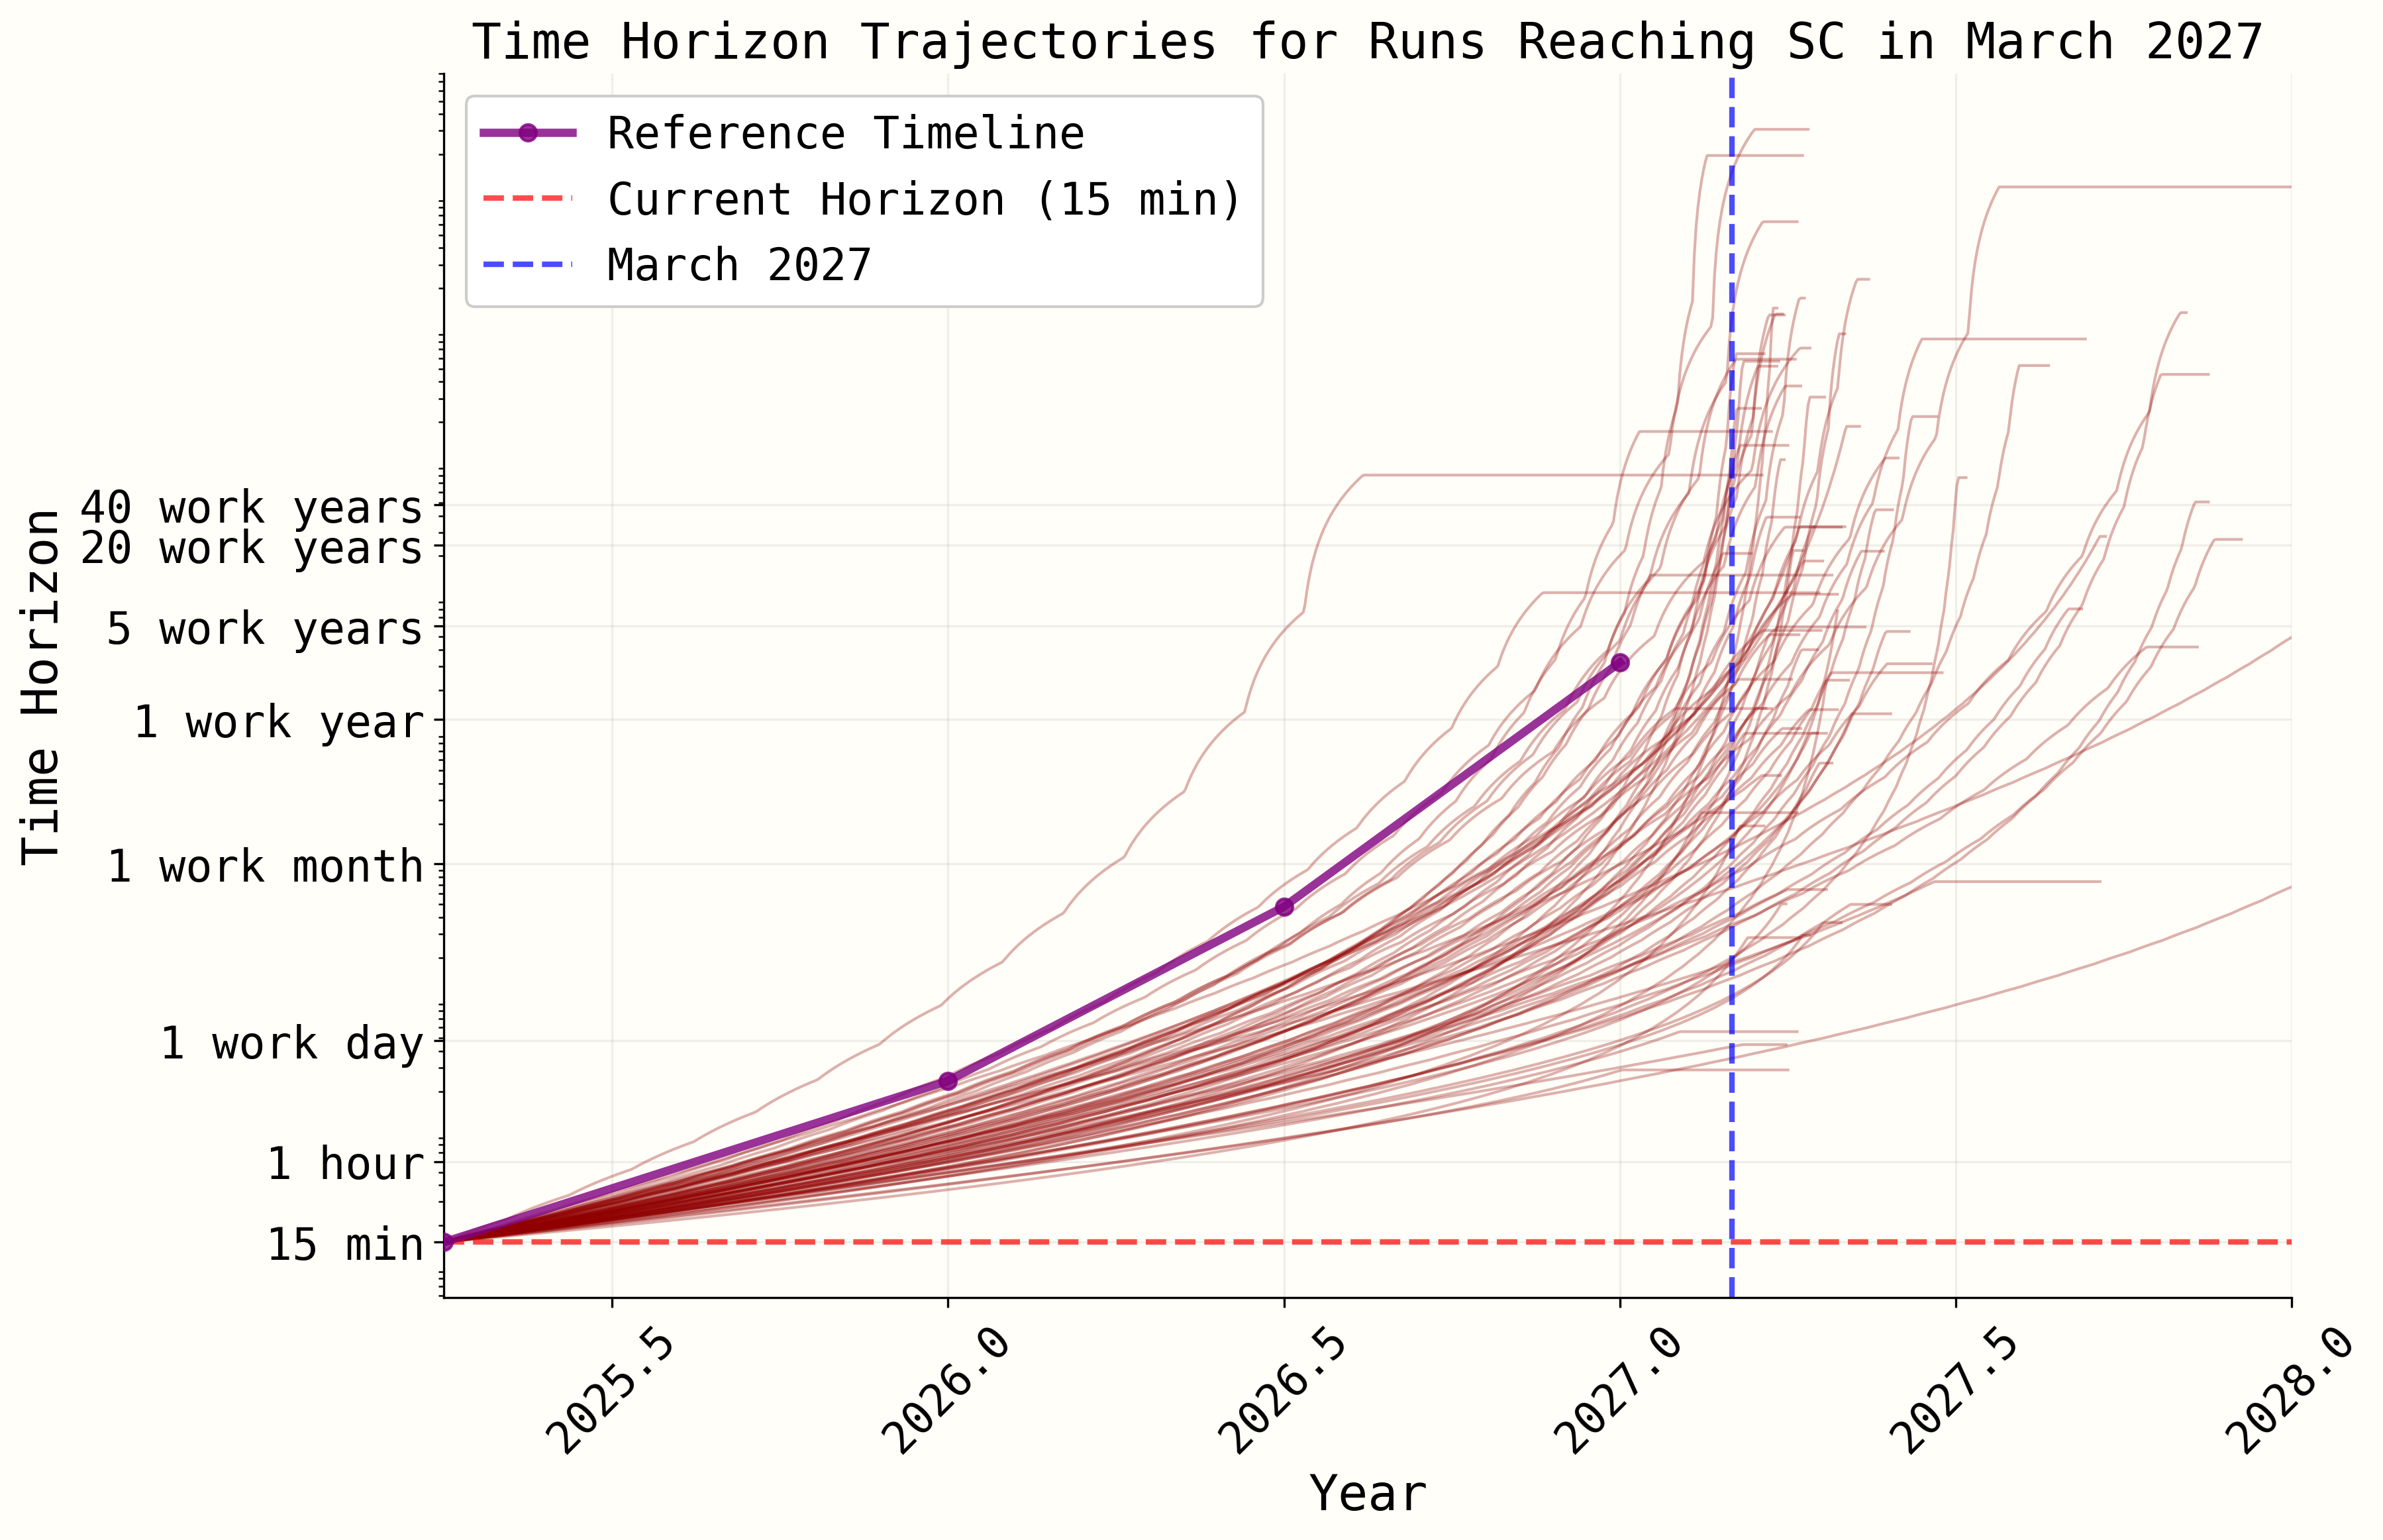 Time Horizon Trajectories for Runs Reaching SC in March 2027
Reference Timeline
Current Horizon (15 min)
March 2027
Time Horizon
40 work years
20 work years
5 work years
1 work year
1 work month
1 work day
1 hour
15 min
2025.5
2026.0
2026.5
2027.0
2027.5
2028.0
Year